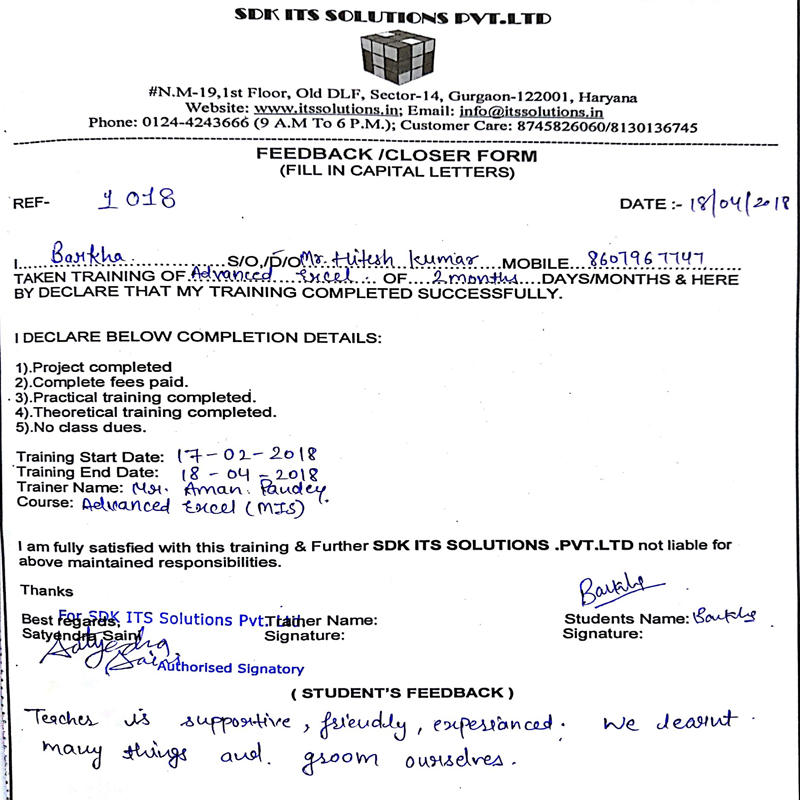 SDK ITS SOLUTIONS PVT.LTD
#N.M-19,1st Floor, Old DLF, Sector-14, Gurgaon-122001, Haryana
Website: www.itssolutions.in; Email: info@itssolutions.in
Phone: 0124-4243666 (9 A.M To 6 P.M.); Customer Care: 8745826060/8130136745
FEEDBACK /CLOSER FORM
(FILL IN CAPITAL LETTERS)
REF- 1018 DATE :- 18/04/2018
I....Barkha.............S/O,/D/O Mr. Hitesh Kumar ...MOBILE..8607967747
TAKEN TRAINING OF Advanced Excel... OF ....2 months....DAYS/MONTHS & HERE
BY DECLARE THAT MY TRAINING COMPLETED SUCCESSFULLY.
I DECLARE BELOW COMPLETION DETAILS:
1).Project completed
2).Complete fees paid.
3).Practical training completed.
4).Theoretical training completed.
5).No class dues.
Training Start Date: 17-02-2018
Training End Date: 18-04-2018
Trainer Name: Mr. Aman Pandey.
Course: Advanced Excel (MIS)
I am fully satisfied with this training & Further SDK ITS SOLUTIONS .PVT.LTD not liable for
above maintained responsibilities.
Thanks
Barkha
For SDK ITS Solutions Pvt. Ltd
Best regards, Trainer Name: Students Name: Barkha
Satyendra Saini Signature: Signature:
Satyendra
Saini
Authorised Signatory
( STUDENT'S FEEDBACK )
Teacher is supportive, friendly, experianced. We learnt
many things and groom ourselves.